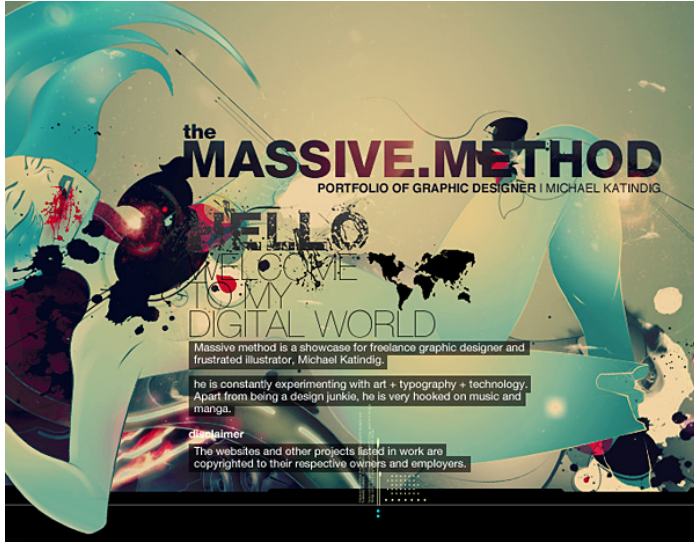 the
MASSIVE.METHOD
PORTFOLIO OF GRAPHIC DESIGNER | MICHAEL KATINDIG
HELLO
WELCOME
TO MY
DIGITAL WORLD
Massive method is a showcase for freelance graphic designer and
frustrated illustrator, Michael Katindig.
he is constantly experimenting with art + typography + technology.
Apart from being a design junkie, he is very hooked on music and
manga.
disclaimer
The websites and other projects listed in work are
copyrighted to their respective owners and employers.